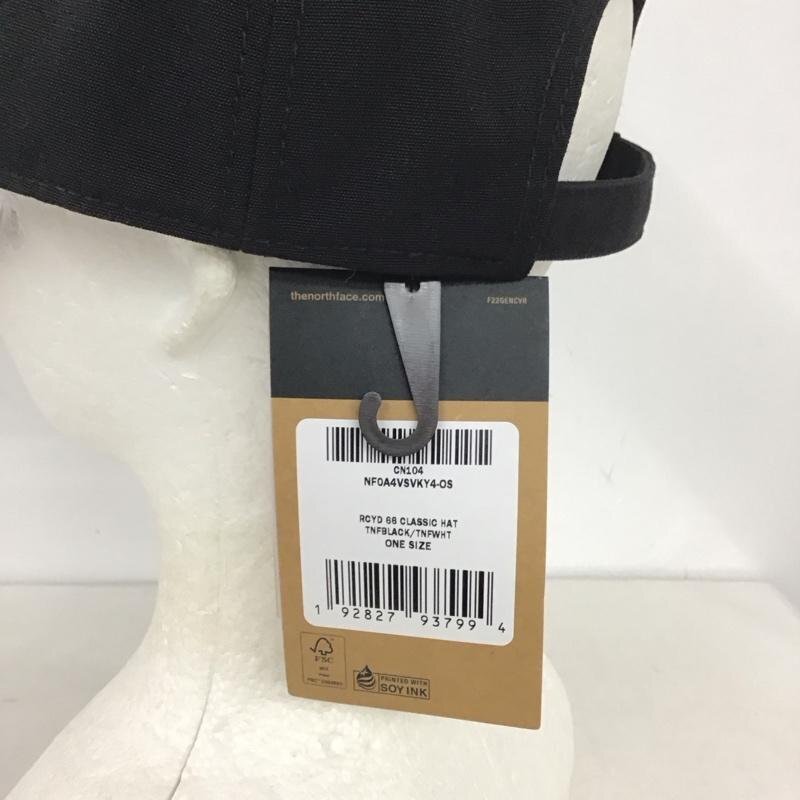 thenorthface.com
F22GENCVR
CN104
NF0A4VSVKY4-OS
RCYD 66 CLASSIC HAT
TNFBLACK/TNFWHT
ONE SIZE
1 92827 93799 4
FSC
MIX
PRINTED WITH
SOY INK